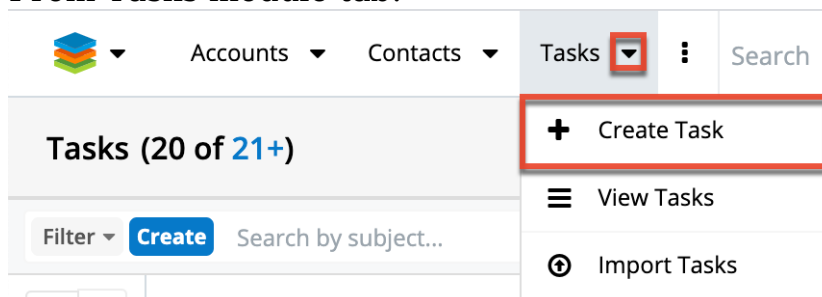 From Tasks module tab:
Accounts Contacts Tasks Search
Create Task
Tasks (20 of 21+)
View Tasks
Filter Create Search by subject...
Import Tasks